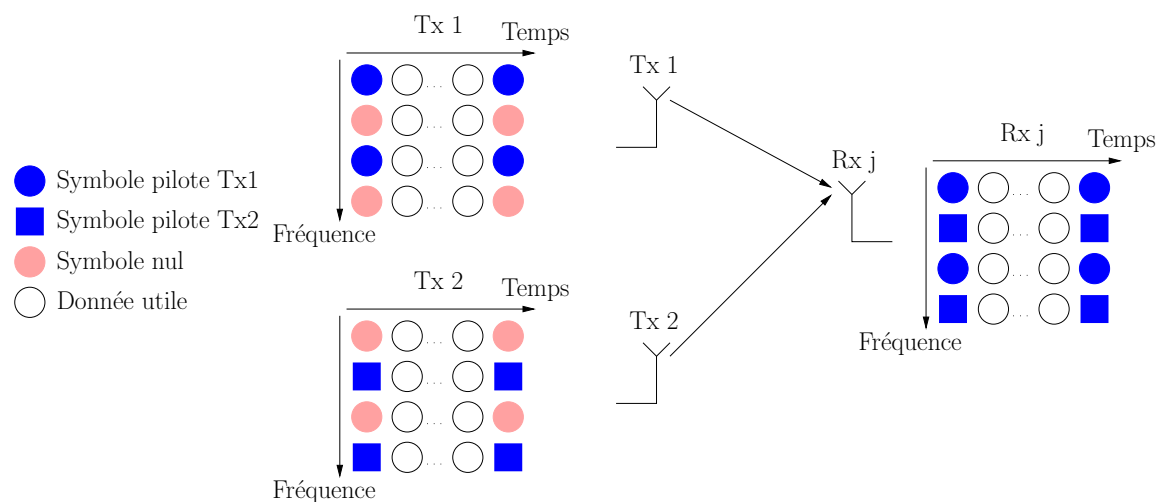 Symbole pilote Tx1
Symbole pilote Tx2
Symbole nul
Donnée utile
Tx 1
Temps
Fréquence
Tx 2
Temps
Fréquence
Tx 1
Tx 2
Rx j
Rx j
Temps
Fréquence